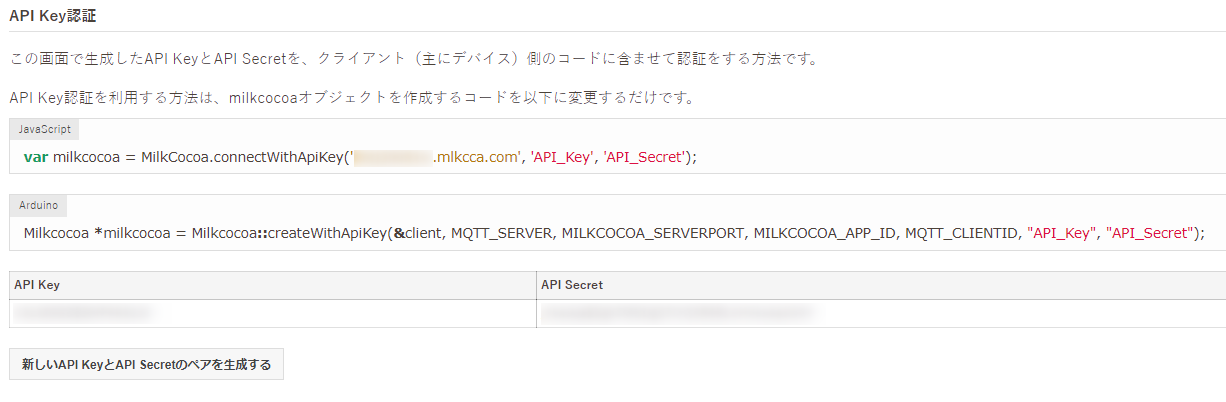 API Key認証
この画面で生成したAPI KeyとAPI Secretを、クライアント（主にデバイス）側のコードに含ませて認証をする方法です。
API Key認証を利用する方法は、milkcocoaオブジェクトを作成するコードを以下に変更するだけです。
JavaScript
var milkcocoa = MilkCocoa.connectWithApiKey('.mlkcca.com', 'API_Key', 'API_Secret');
Arduino
Milkcocoa *milkcocoa = Milkcocoa::createWithApiKey(&client, MQTT_SERVER, MILKCOCOA_SERVERPORT, MILKCOCOA_APP_ID, MQTT_CLIENTID, "API_Key", "API_Secret");
API Key API Secret
新しいAPI KeyとAPI Secretのペアを生成する